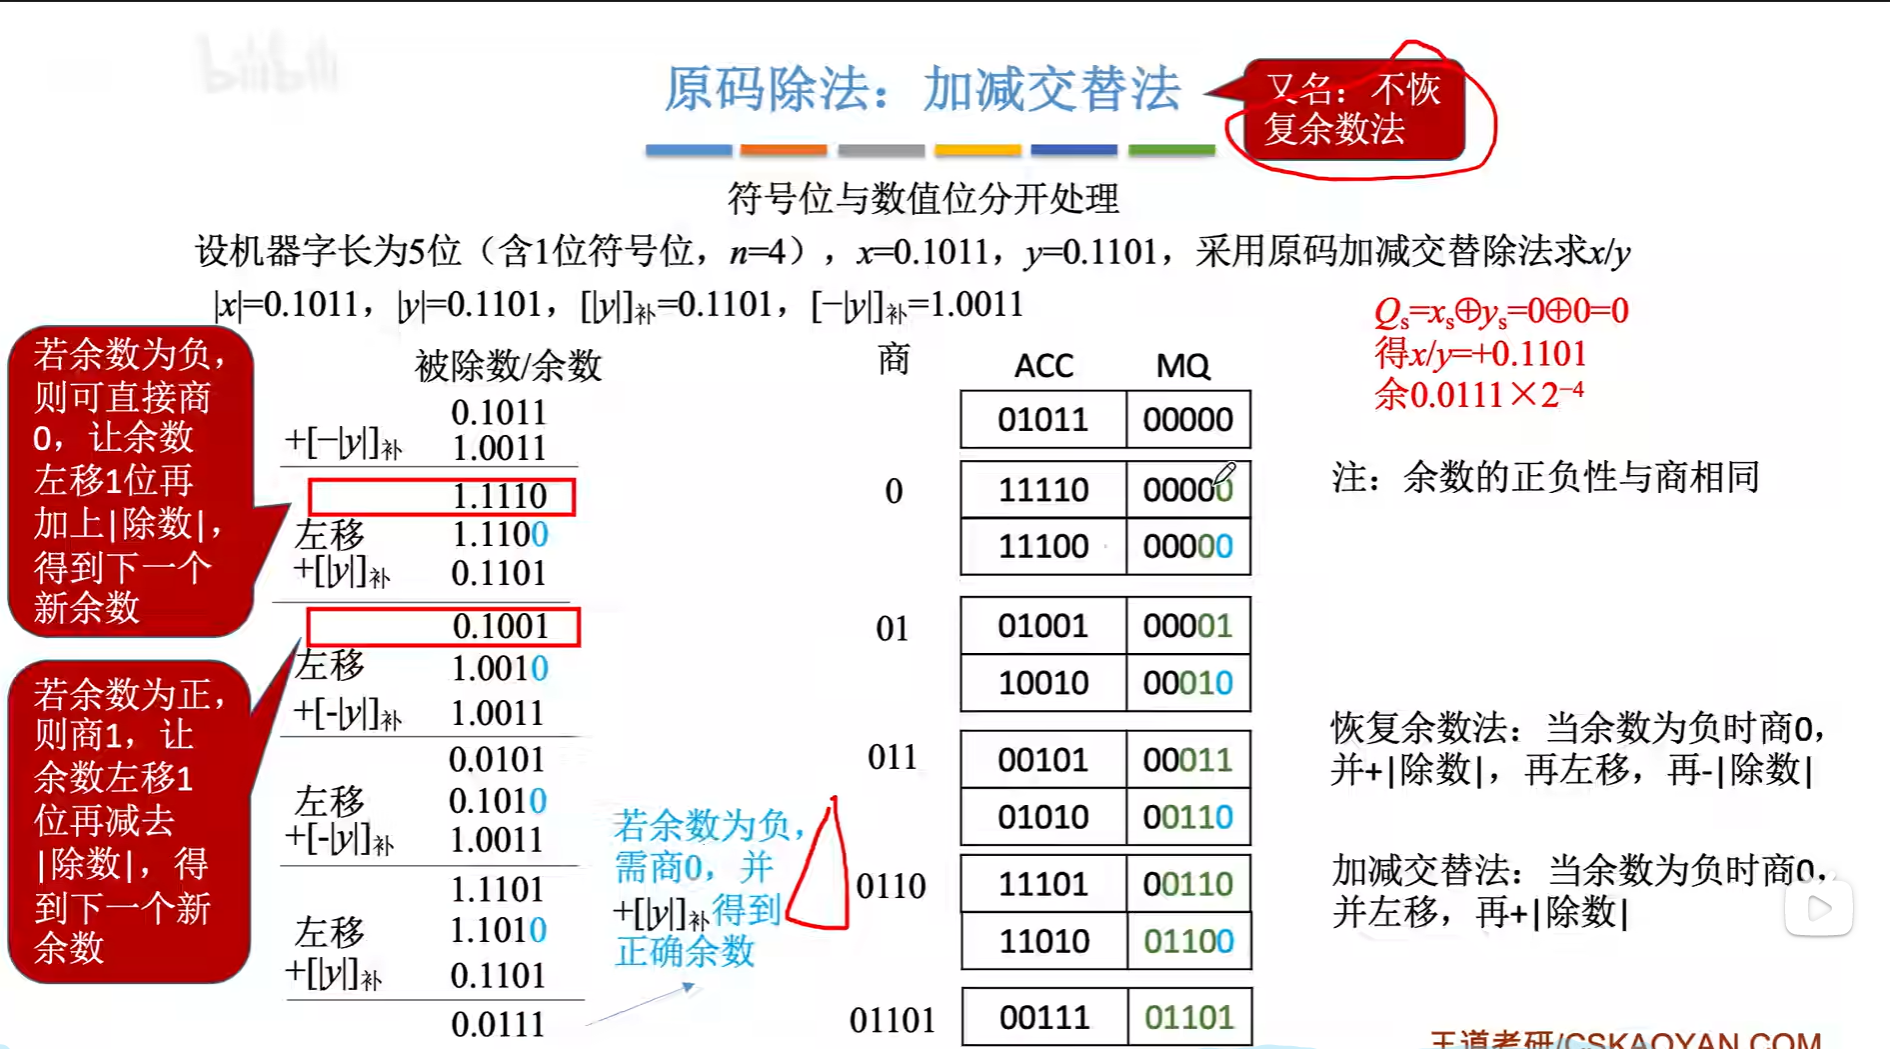 bilibili
原码除法：加减交替法
又名：不恢
复余数法
符号位与数值位分开处理
设机器字长为5位（含1位符号位，n=4），x=0.1011，y=0.1101，采用原码加减交替除法求x/y
|x|=0.1011，|y|=0.1101，[|y|]补=0.1101，[−|y|]补=1.0011
Qs=xs⊕ys=0⊕0=0
得x/y=+0.1101
余0.0111×2⁻⁴
注：余数的正负性与商相同
若余数为负，
则可直接商
0，让余数
左移1位再
加上|除数|，
得到下一个
新余数
若余数为正，
则商1，让
余数左移1
位再减去
|除数|，得
到下一个新
余数
被除数/余数 商 ACC MQ
0.1011 01011 00000
+[−|y|]补 1.0011
1.1110 0 11110 00000
左移 1.1100 11100 00000
+[|y|]补 0.1101
0.1001 01 01001 00001
左移 1.0010 10010 00010
+[-|y|]补 1.0011
0.0101 011 00101 00011
左移 0.1010 01010 00110
+[-|y|]补 1.0011
1.1101 0110 11101 00110
左移 1.1010 11010 01100
+[|y|]补 0.1101
0.0111 01101 00111 01101
若余数为负，
需商0，并
+[|y|]补得到
正确余数
恢复余数法：当余数为负时商0，
并+|除数|，再左移，再-|除数|
加减交替法：当余数为负时商0，
并左移，再+|除数|
王道考研/CSKAOYAN.COM